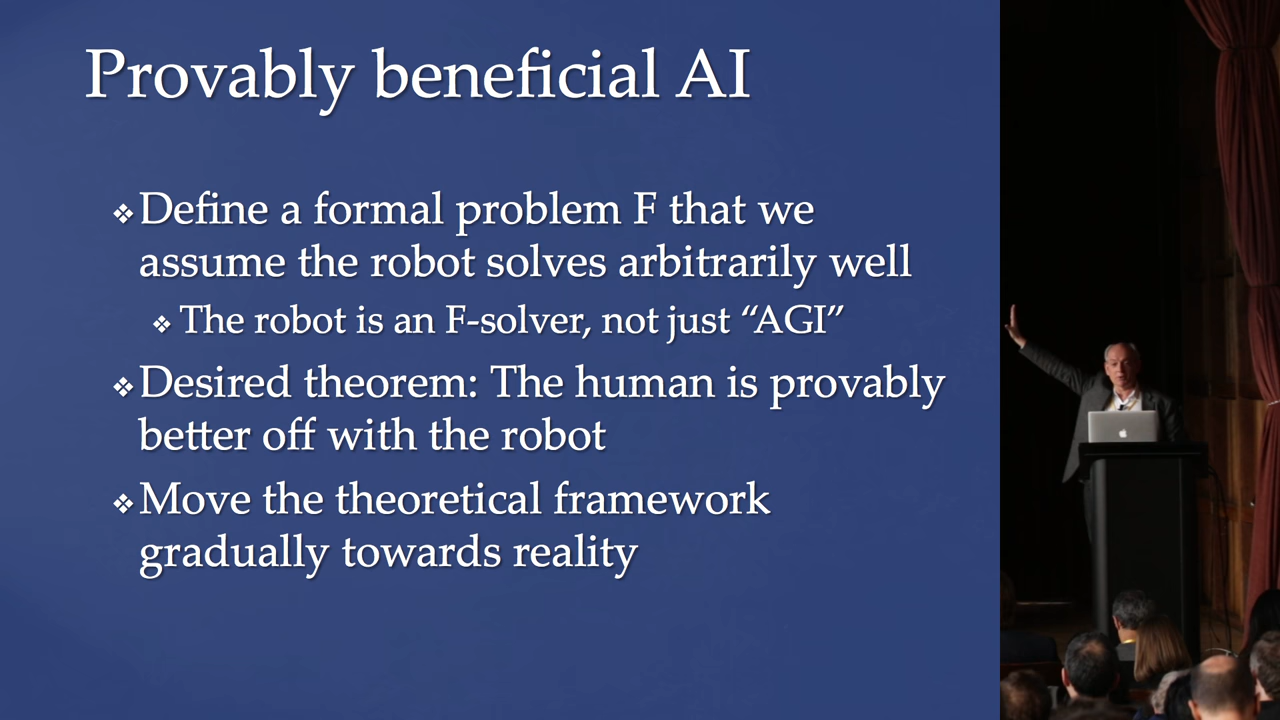 Provably beneficial AI
❖ Define a formal problem F that we
assume the robot solves arbitrarily well
❖ The robot is an F-solver, not just “AGI”
❖ Desired theorem: The human is provably
better off with the robot
❖ Move the theoretical framework
gradually towards reality